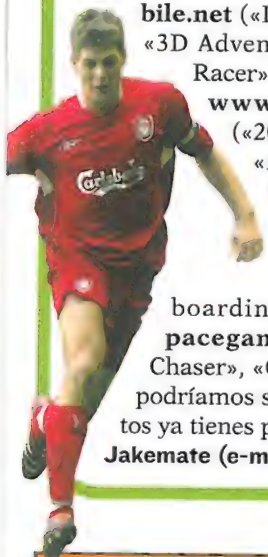 bile.net («
«3D Adven
Racer»
www
(«2
Carlsberg
boardin
pacegan
Chaser», «
podríamos s
tos ya tienes p
Jakemate (e-m